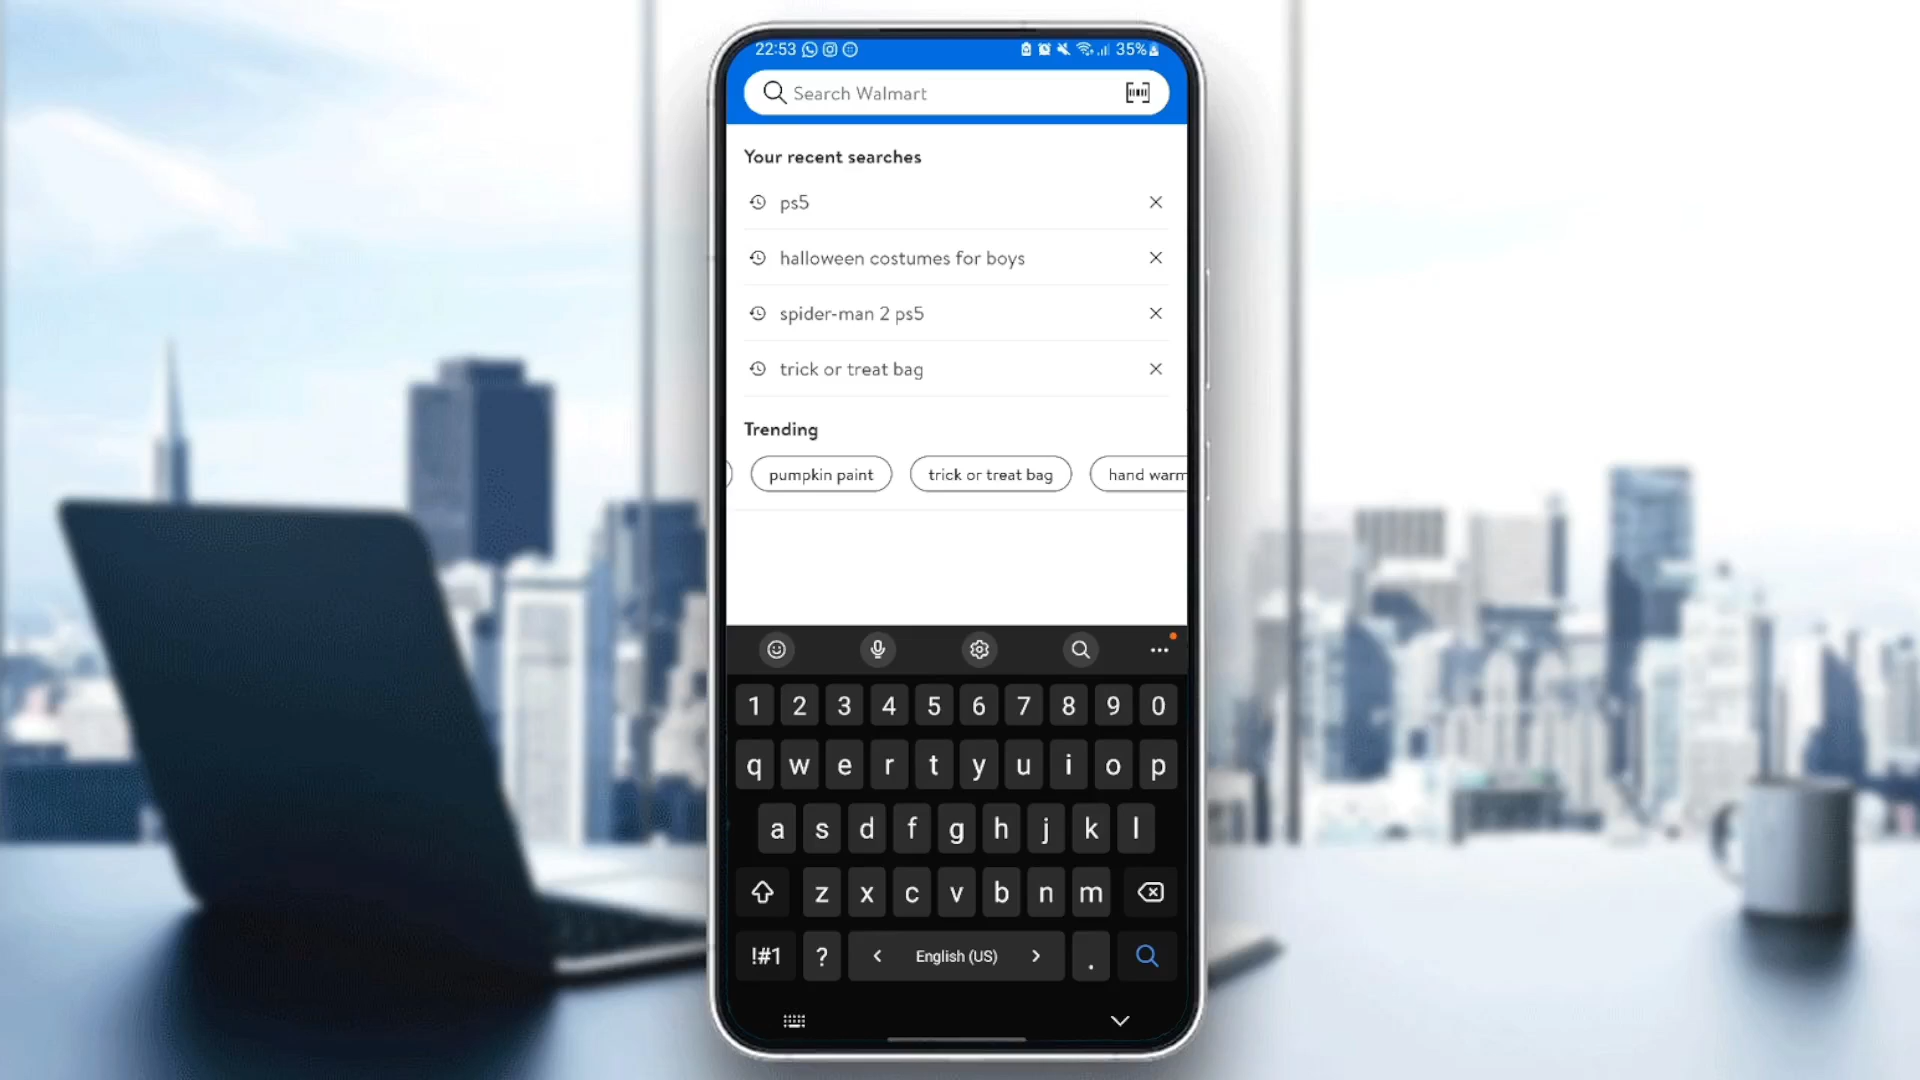 22:53 35%
Search Walmart
Your recent searches
ps5
halloween costumes for boys
spider-man 2 ps5
trick or treat bag
Trending
pumpkin paint trick or treat bag hand warm
1 2 3 4 5 6 7 8 9 0
q w e r t y u i o p
a s d f g h j k l
z x c v b n m
!#1 ? < English (US) > .